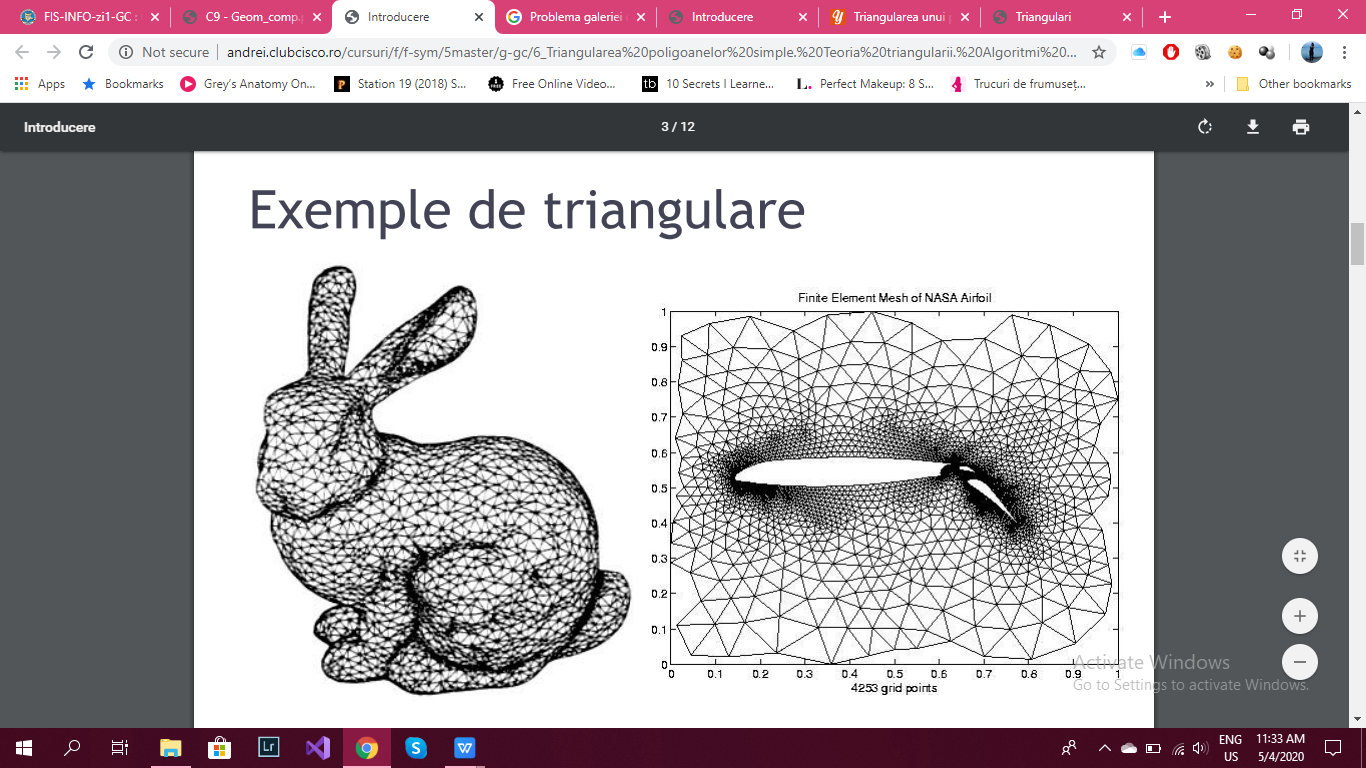 FIS-INFO-zi1-GC :
C9 - Geom_comp.p
Introducere
Problema galeriei
Introducere
Triangularea unui p
Triangulari
Not secure
andrei.clubcisco.ro/cursuri/f/f-sym/5master/g-gc/6_Triangularea%20poligoanelor%20simple.%20Teoria%20triangularii.%20Algoritmi%20...
Apps
Bookmarks
Grey's Anatomy On...
Station 19 (2018) S...
Free Online Video...
tb
10 Secrets I Learne...
L.
Perfect Makeup: 8 S...
Trucuri de frumuseț...
»
Other bookmarks
Introducere
3 / 12
Exemple de triangulare
Finite Element Mesh of NASA Airfoil
1
0.9
0.8
0.7
0.6
0.5
0.4
0.3
0.2
0.1
0
0 0.1 0.2 0.3 0.4 0.5 0.6 0.7 0.8 0.9 1
4253 grid points
Activate Windows
Go to Settings to activate Windows.
Lr
ENG
US
11:33 AM
5/4/2020